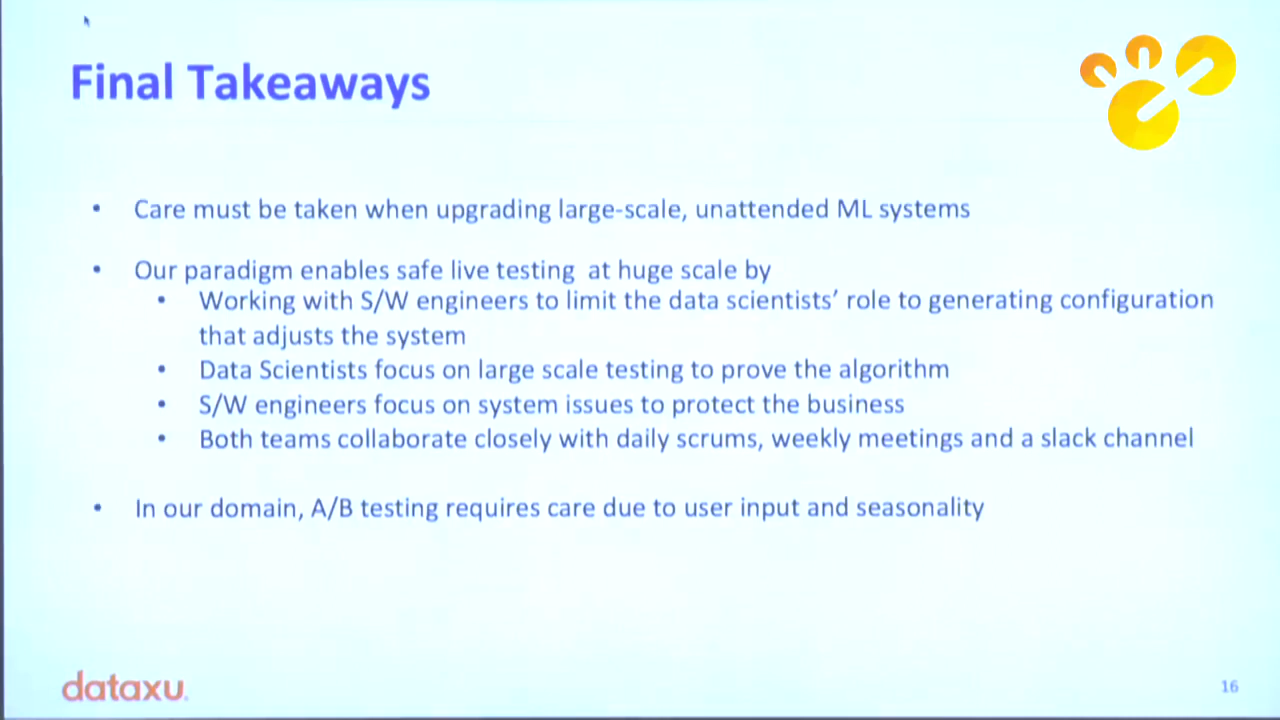 Final Takeaways
• Care must be taken when upgrading large-scale, unattended ML systems
• Our paradigm enables safe live testing at huge scale by
• Working with S/W engineers to limit the data scientists' role to generating configuration
that adjusts the system
• Data Scientists focus on large scale testing to prove the algorithm
• S/W engineers focus on system issues to protect the business
• Both teams collaborate closely with daily scrums, weekly meetings and a slack channel
• In our domain, A/B testing requires care due to user input and seasonality
dataxu.
16